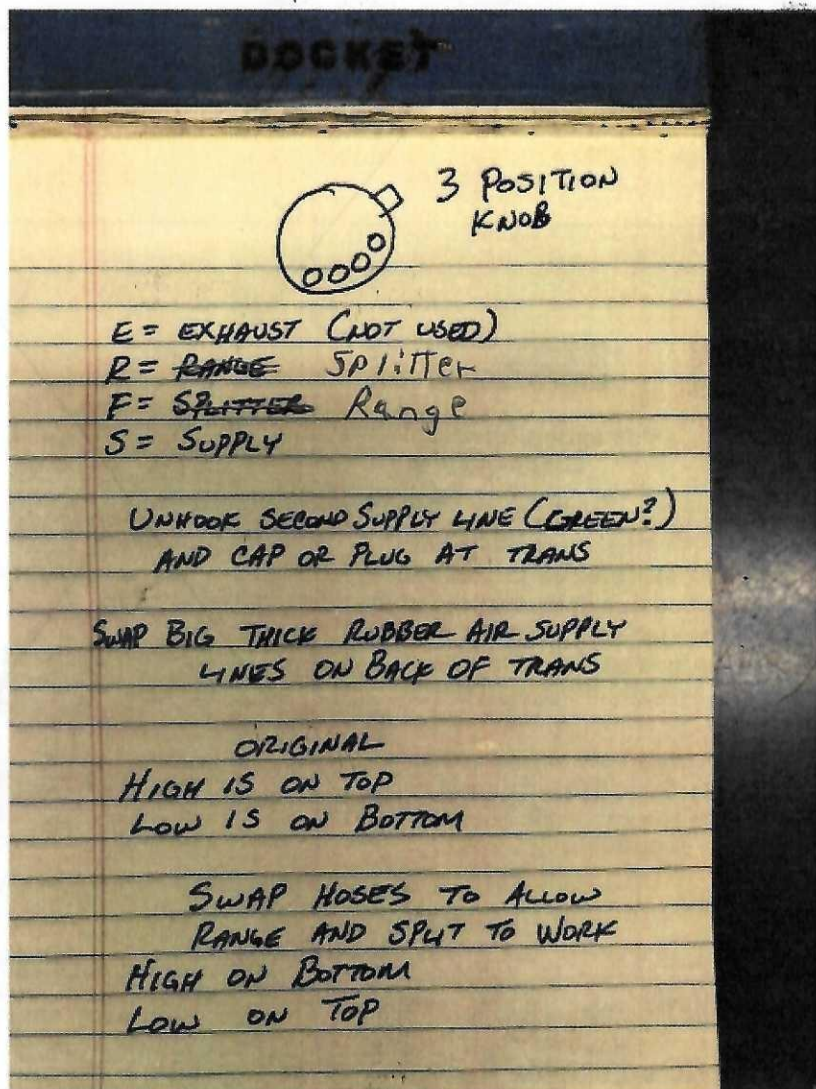 DOCKET
3 POSITION
KNOB
E = EXHAUST (NOT USED)
R = RANGE Splitter
F = SPLITTER Range
S = SUPPLY
UNHOOK SECOND SUPPLY LINE (GREEN?)
AND CAP OR PLUG AT TRANS
SWAP BIG THICK RUBBER AIR SUPPLY
LINES ON BACK OF TRANS
ORIGINAL
HIGH IS ON TOP
LOW IS ON BOTTOM
SWAP HOSES TO ALLOW
RANGE AND SPLIT TO WORK
HIGH ON BOTTOM
LOW ON TOP